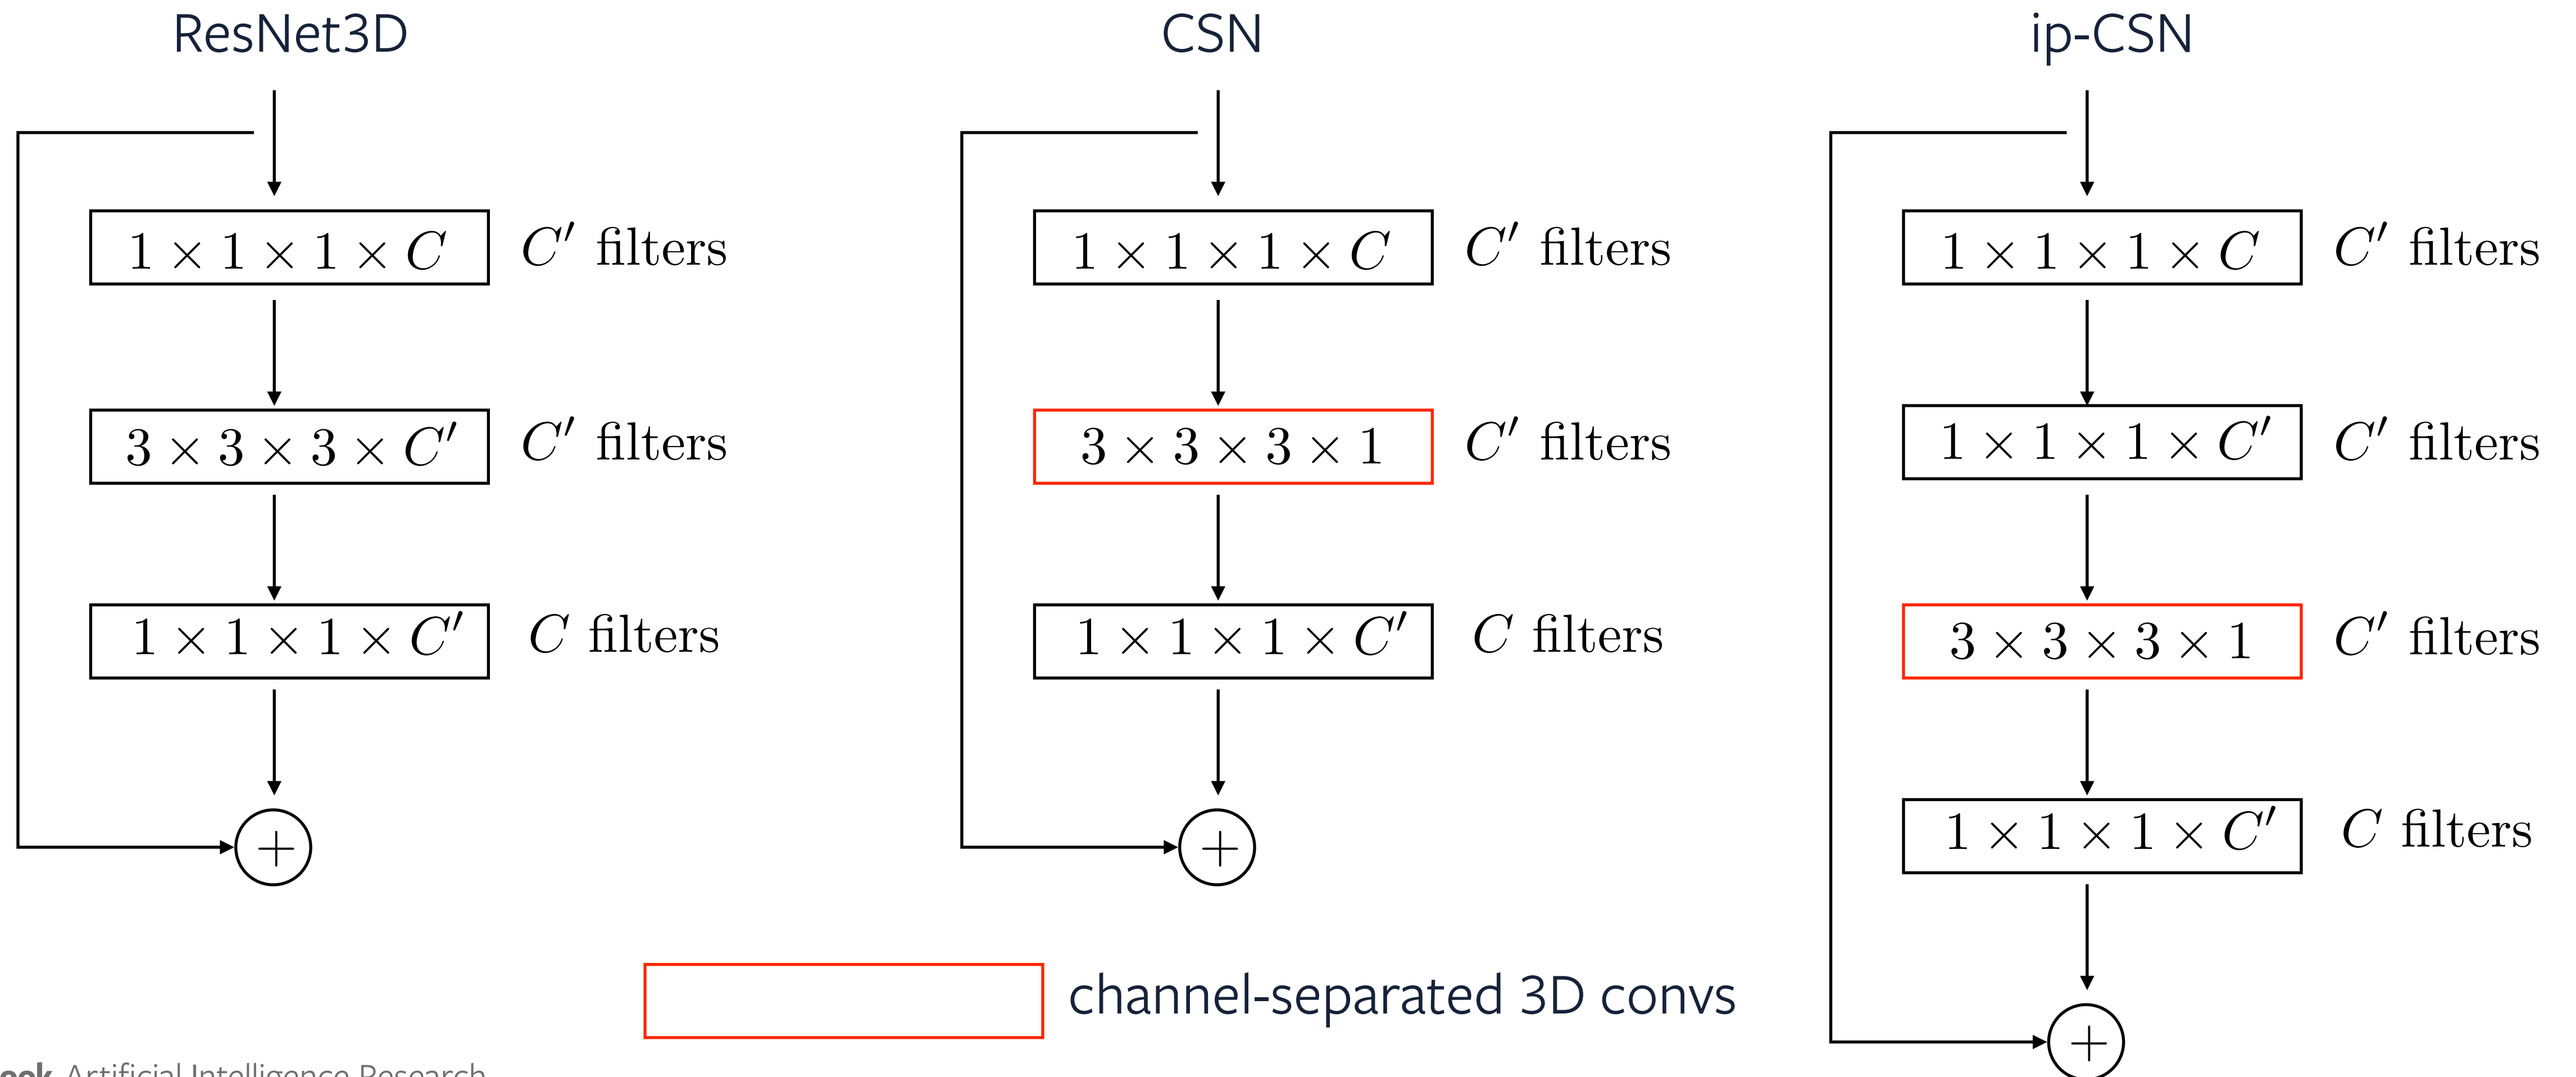 ResNet3D
1 × 1 × 1 × C C′ filters
3 × 3 × 3 × C′ C′ filters
1 × 1 × 1 × C′ C filters
+
CSN
1 × 1 × 1 × C C′ filters
3 × 3 × 3 × 1 C′ filters
1 × 1 × 1 × C′ C filters
+
ip-CSN
1 × 1 × 1 × C C′ filters
1 × 1 × 1 × C′ C′ filters
3 × 3 × 3 × 1 C′ filters
1 × 1 × 1 × C′ C filters
+
channel-separated 3D convs
Artificial Intelligence Research